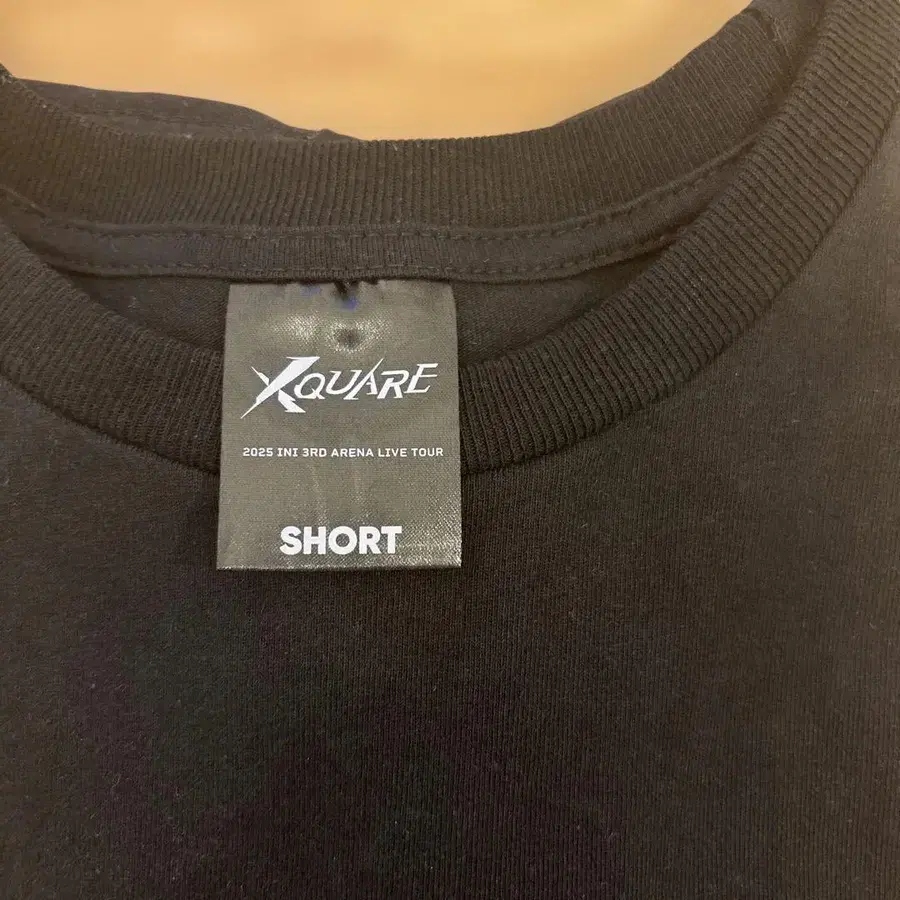 XQUARE
2025 INI 3RD ARENA LIVE TOUR
SHORT